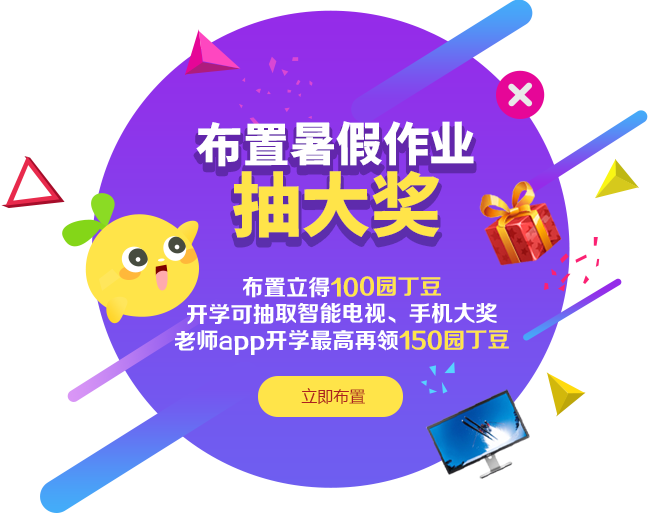 布置暑假作业
抽大奖
布置立得100园丁豆
开学可抽取智能电视、手机大奖
老师app开学最高再领150园丁豆
立即布置